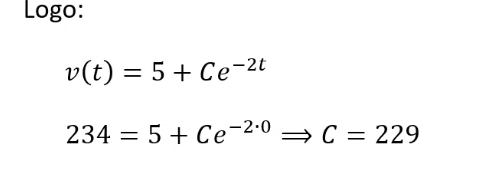 Logo:
v(t) = 5 + Ce⁻²ᵗ
234 = 5 + Ce⁻²·⁰ ⟹ C = 229